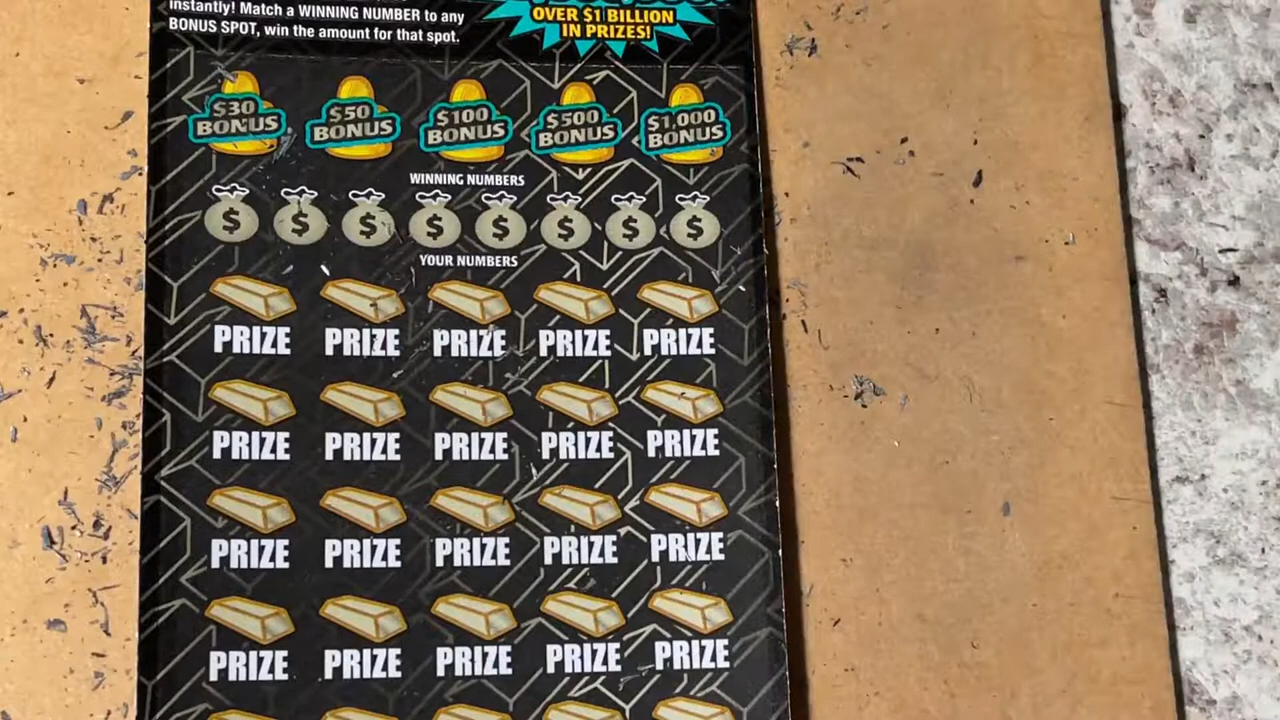 instantly! Match a WINNING NUMBER to any
BONUS SPOT, win the amount for that spot.
OVER $1 BILLION
IN PRIZES!
$30 BONUS $50 BONUS $100 BONUS $500 BONUS $1,000 BONUS
WINNING NUMBERS
$ $ $ $ $ $ $ $
YOUR NUMBERS
PRIZE PRIZE PRIZE PRIZE PRIZE
PRIZE PRIZE PRIZE PRIZE PRIZE
PRIZE PRIZE PRIZE PRIZE PRIZE
PRIZE PRIZE PRIZE PRIZE PRIZE